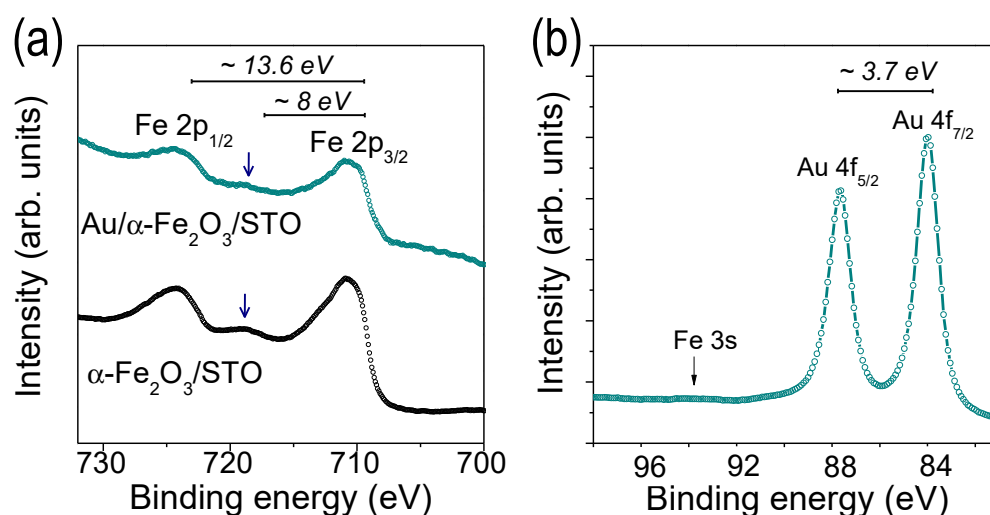 (a)
~ 13.6 eV
~ 8 eV
Fe 2p1/2
Fe 2p3/2
Au/α-Fe2O3/STO
α-Fe2O3/STO
Intensity (arb. units)
730 720 710 700
Binding energy (eV)
(b)
~ 3.7 eV
Au 4f7/2
Au 4f5/2
Fe 3s
Intensity (arb. units)
96 92 88 84
Binding energy (eV)